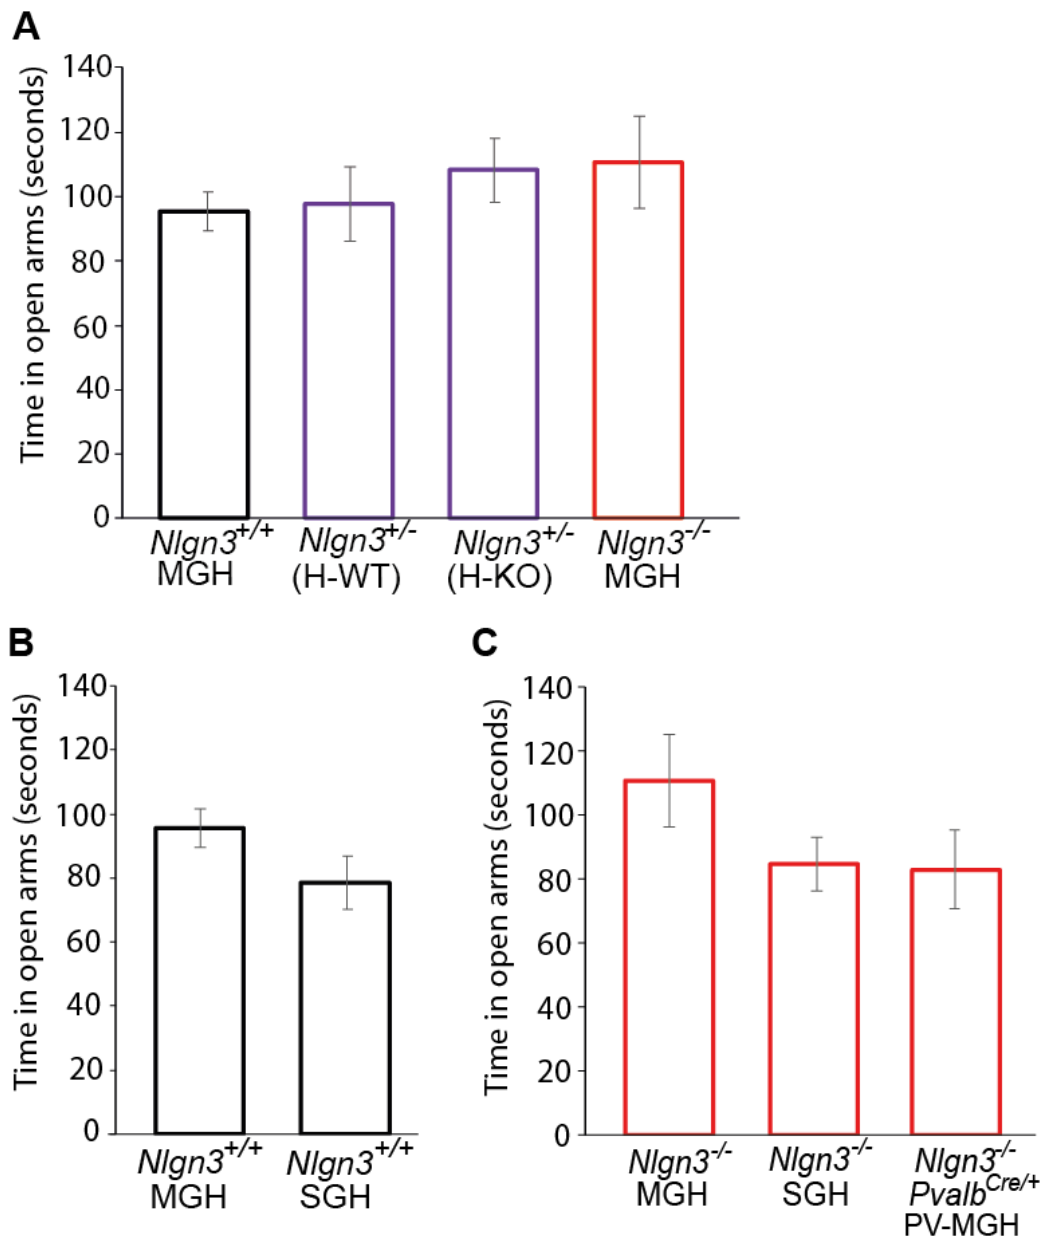 A
Time in open arms (seconds)
140
120
100
80
60
40
20
0
Nlgn3+/+
MGH
Nlgn3+/-
(H-WT)
Nlgn3+/-
(H-KO)
Nlgn3-/-
MGH
B
Time in open arms (seconds)
140
120
100
80
60
40
20
0
Nlgn3+/+
MGH
Nlgn3+/+
SGH
C
Time in open arms (seconds)
140
120
100
80
60
40
20
0
Nlgn3-/-
MGH
Nlgn3-/-
SGH
Nlgn3-/-
PvalbCre/+
PV-MGH